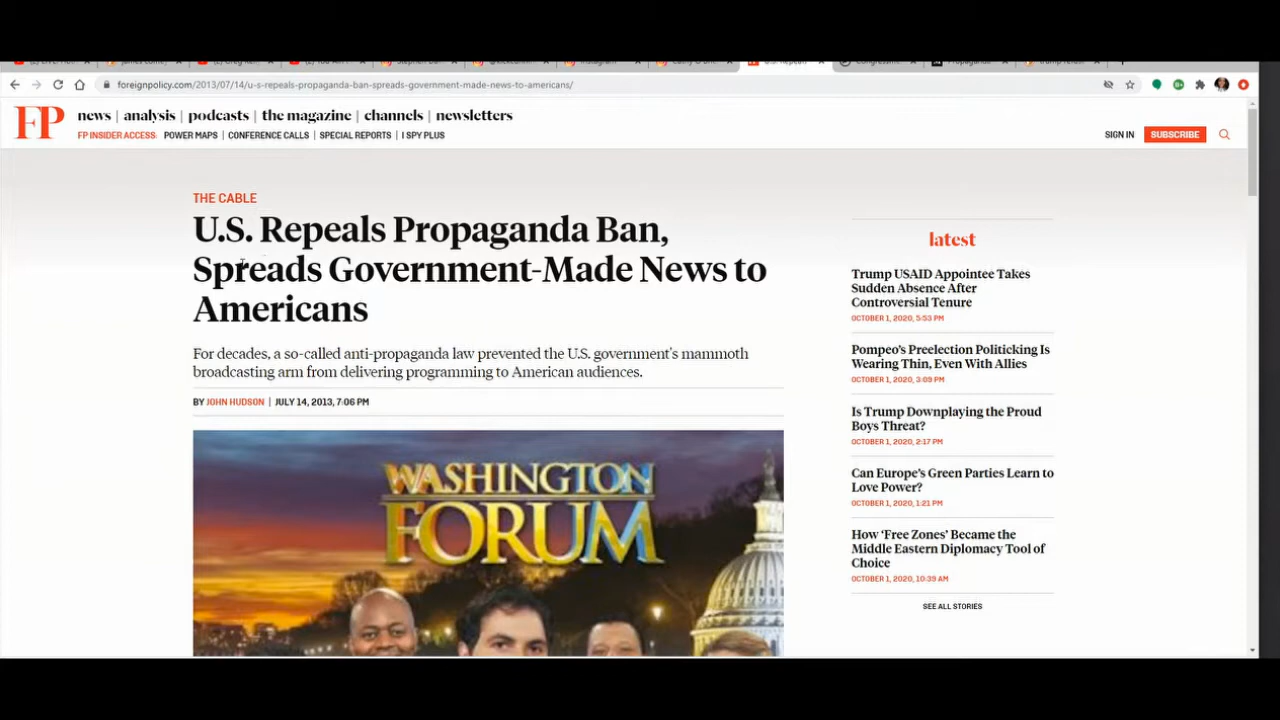 foreignpolicy.com/2013/07/14/u-s-repeals-propaganda-ban-spreads-government-made-news-to-americans/
FP
news | analysis | podcasts | the magazine | channels | newsletters
FP INSIDER ACCESS: POWER MAPS | CONFERENCE CALLS | SPECIAL REPORTS | I SPY PLUS
SIGN IN
SUBSCRIBE
THE CABLE
U.S. Repeals Propaganda Ban,
Spreads Government-Made News to
Americans
For decades, a so-called anti-propaganda law prevented the U.S. government's mammoth
broadcasting arm from delivering programming to American audiences.
BY JOHN HUDSON | JULY 14, 2013, 7:06 PM
WASHINGTON
FORUM
latest
Trump USAID Appointee Takes
Sudden Absence After
Controversial Tenure
OCTOBER 1, 2020, 5:53 PM
Pompeo's Preelection Politicking Is
Wearing Thin, Even With Allies
OCTOBER 1, 2020, 3:09 PM
Is Trump Downplaying the Proud
Boys Threat?
OCTOBER 1, 2020, 2:17 PM
Can Europe's Green Parties Learn to
Love Power?
OCTOBER 1, 2020, 1:21 PM
How ‘Free Zones’ Became the
Middle Eastern Diplomacy Tool of
Choice
OCTOBER 1, 2020, 10:39 AM
SEE ALL STORIES